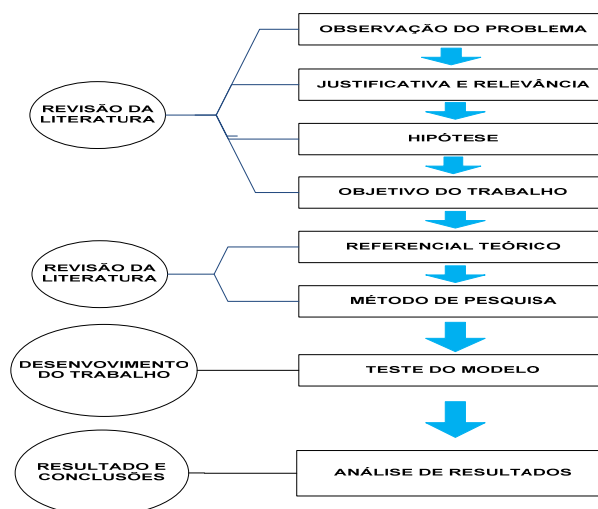 OBSERVAÇÃO DO PROBLEMA
JUSTIFICATIVA E RELEVÂNCIA
REVISÃO DA
LITERATURA
HIPÓTESE
OBJETIVO DO TRABALHO
REFERENCIAL TEÓRICO
REVISÃO DA
LITERATURA
MÉTODO DE PESQUISA
DESENVOVIMENTO
DO TRABALHO
TESTE DO MODELO
RESULTADO E
CONCLUSÕES
ANÁLISE DE RESULTADOS